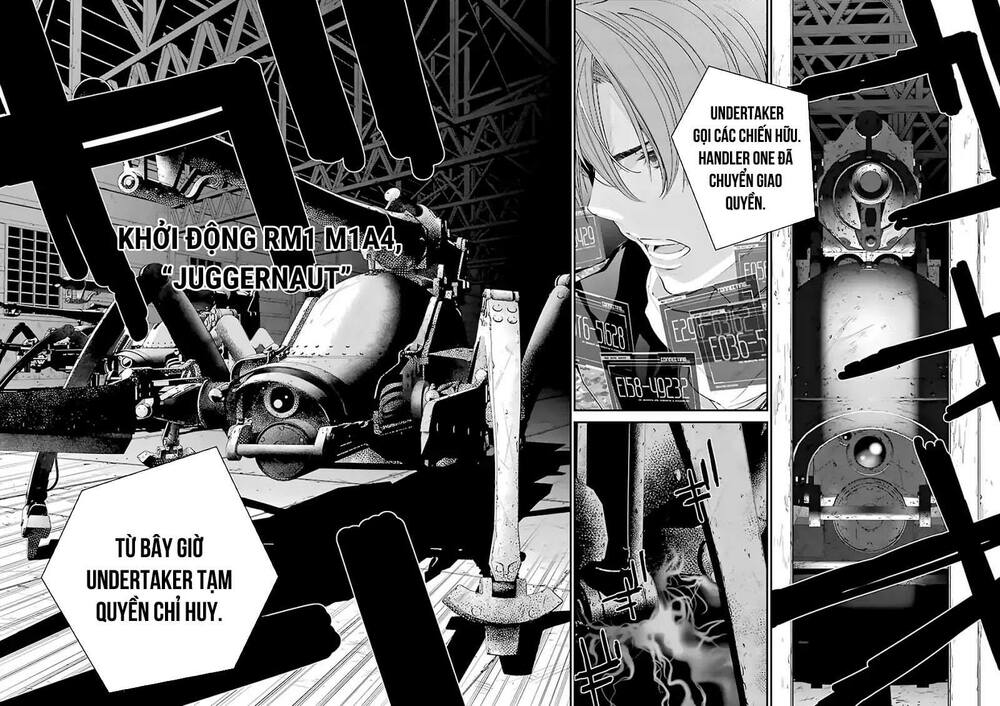 UNDERTAKER
GỌI CÁC CHIẾN HỮU.
HANDLER ONE ĐÃ
CHUYỂN GIAO
QUYỀN.
CONNECTING
E158-49232
KHỞI ĐỘNG RM1 M1A4,
“JUGGERNAUT”
TỪ BÂY GIỜ
UNDERTAKER TẠM
QUYỀN CHỈ HUY.